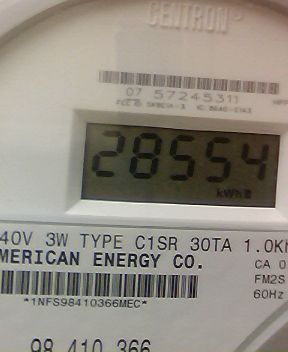 CENTRON®
07 57245311
28554
kWh
40V 3W TYPE C1SR 30TA 1.0Kh
MERICAN ENERGY CO.
CA 0
FM2S
60Hz
*1NFS98410366MEC*
98 410 366